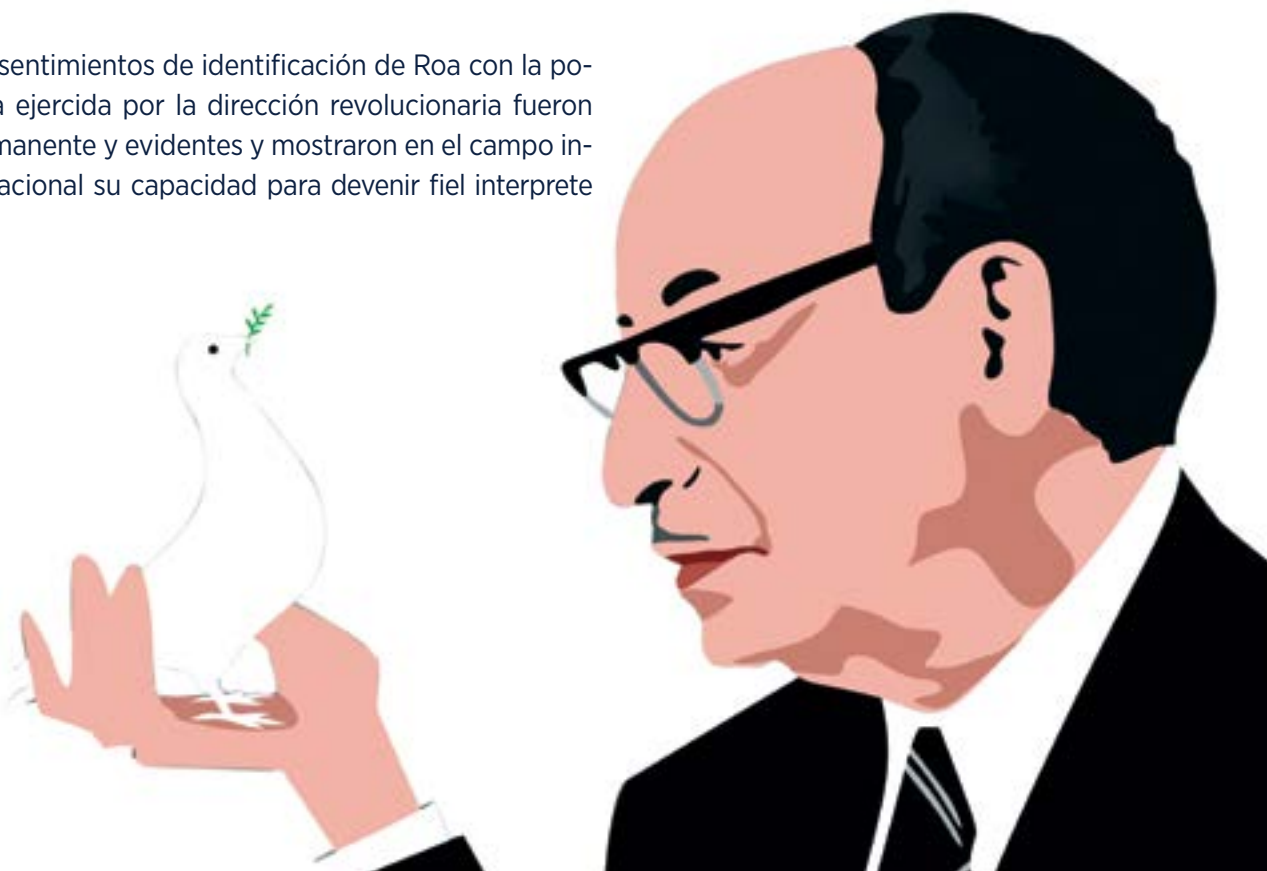 sentimientos de identificación de Roa con la po-
a ejercida por la dirección revolucionaria fueron
manente y evidentes y mostraron en el campo in-
acional su capacidad para devenir fiel interprete